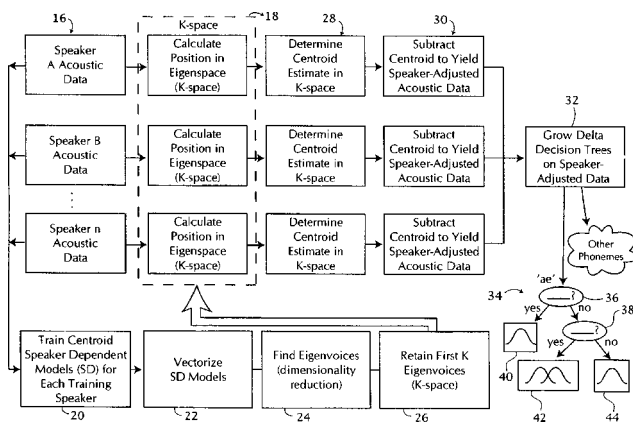 16
K-space
18
28
30
Speaker
A Acoustic
Data
Calculate
Position in
Eigenspace
(K-space)
Determine
Centroid
Estimate in
K-space
Subtract
Centroid to Yield
Speaker-Adjusted
Acoustic Data
32
Speaker B
Acoustic
Data
Calculate
Position in
Eigenspace
(K-space)
Determine
Centroid
Estimate in
K-space
Subtract
Centroid to Yield
Speaker-Adjusted
Acoustic Data
Grow Delta
Decision Trees
on Speaker-
Adjusted Data
Speaker n
Acoustic
Data
Calculate
Position in
Eigenspace
(K-space)
Determine
Centroid
Estimate in
K-space
Subtract
Centroid to Yield
Speaker-Adjusted
Acoustic Data
Other
Phonemes
'ae'
34
?
36
yes
no
?
38
yes
no
40
42
44
Train Centroid
Speaker Dependent
Models (SD) for
Each Training
Speaker
20
Vectorize
SD Models
22
Find Eigenvoices
(dimensionality
reduction)
24
Retain First K
Eigenvoices
(K-space)
26